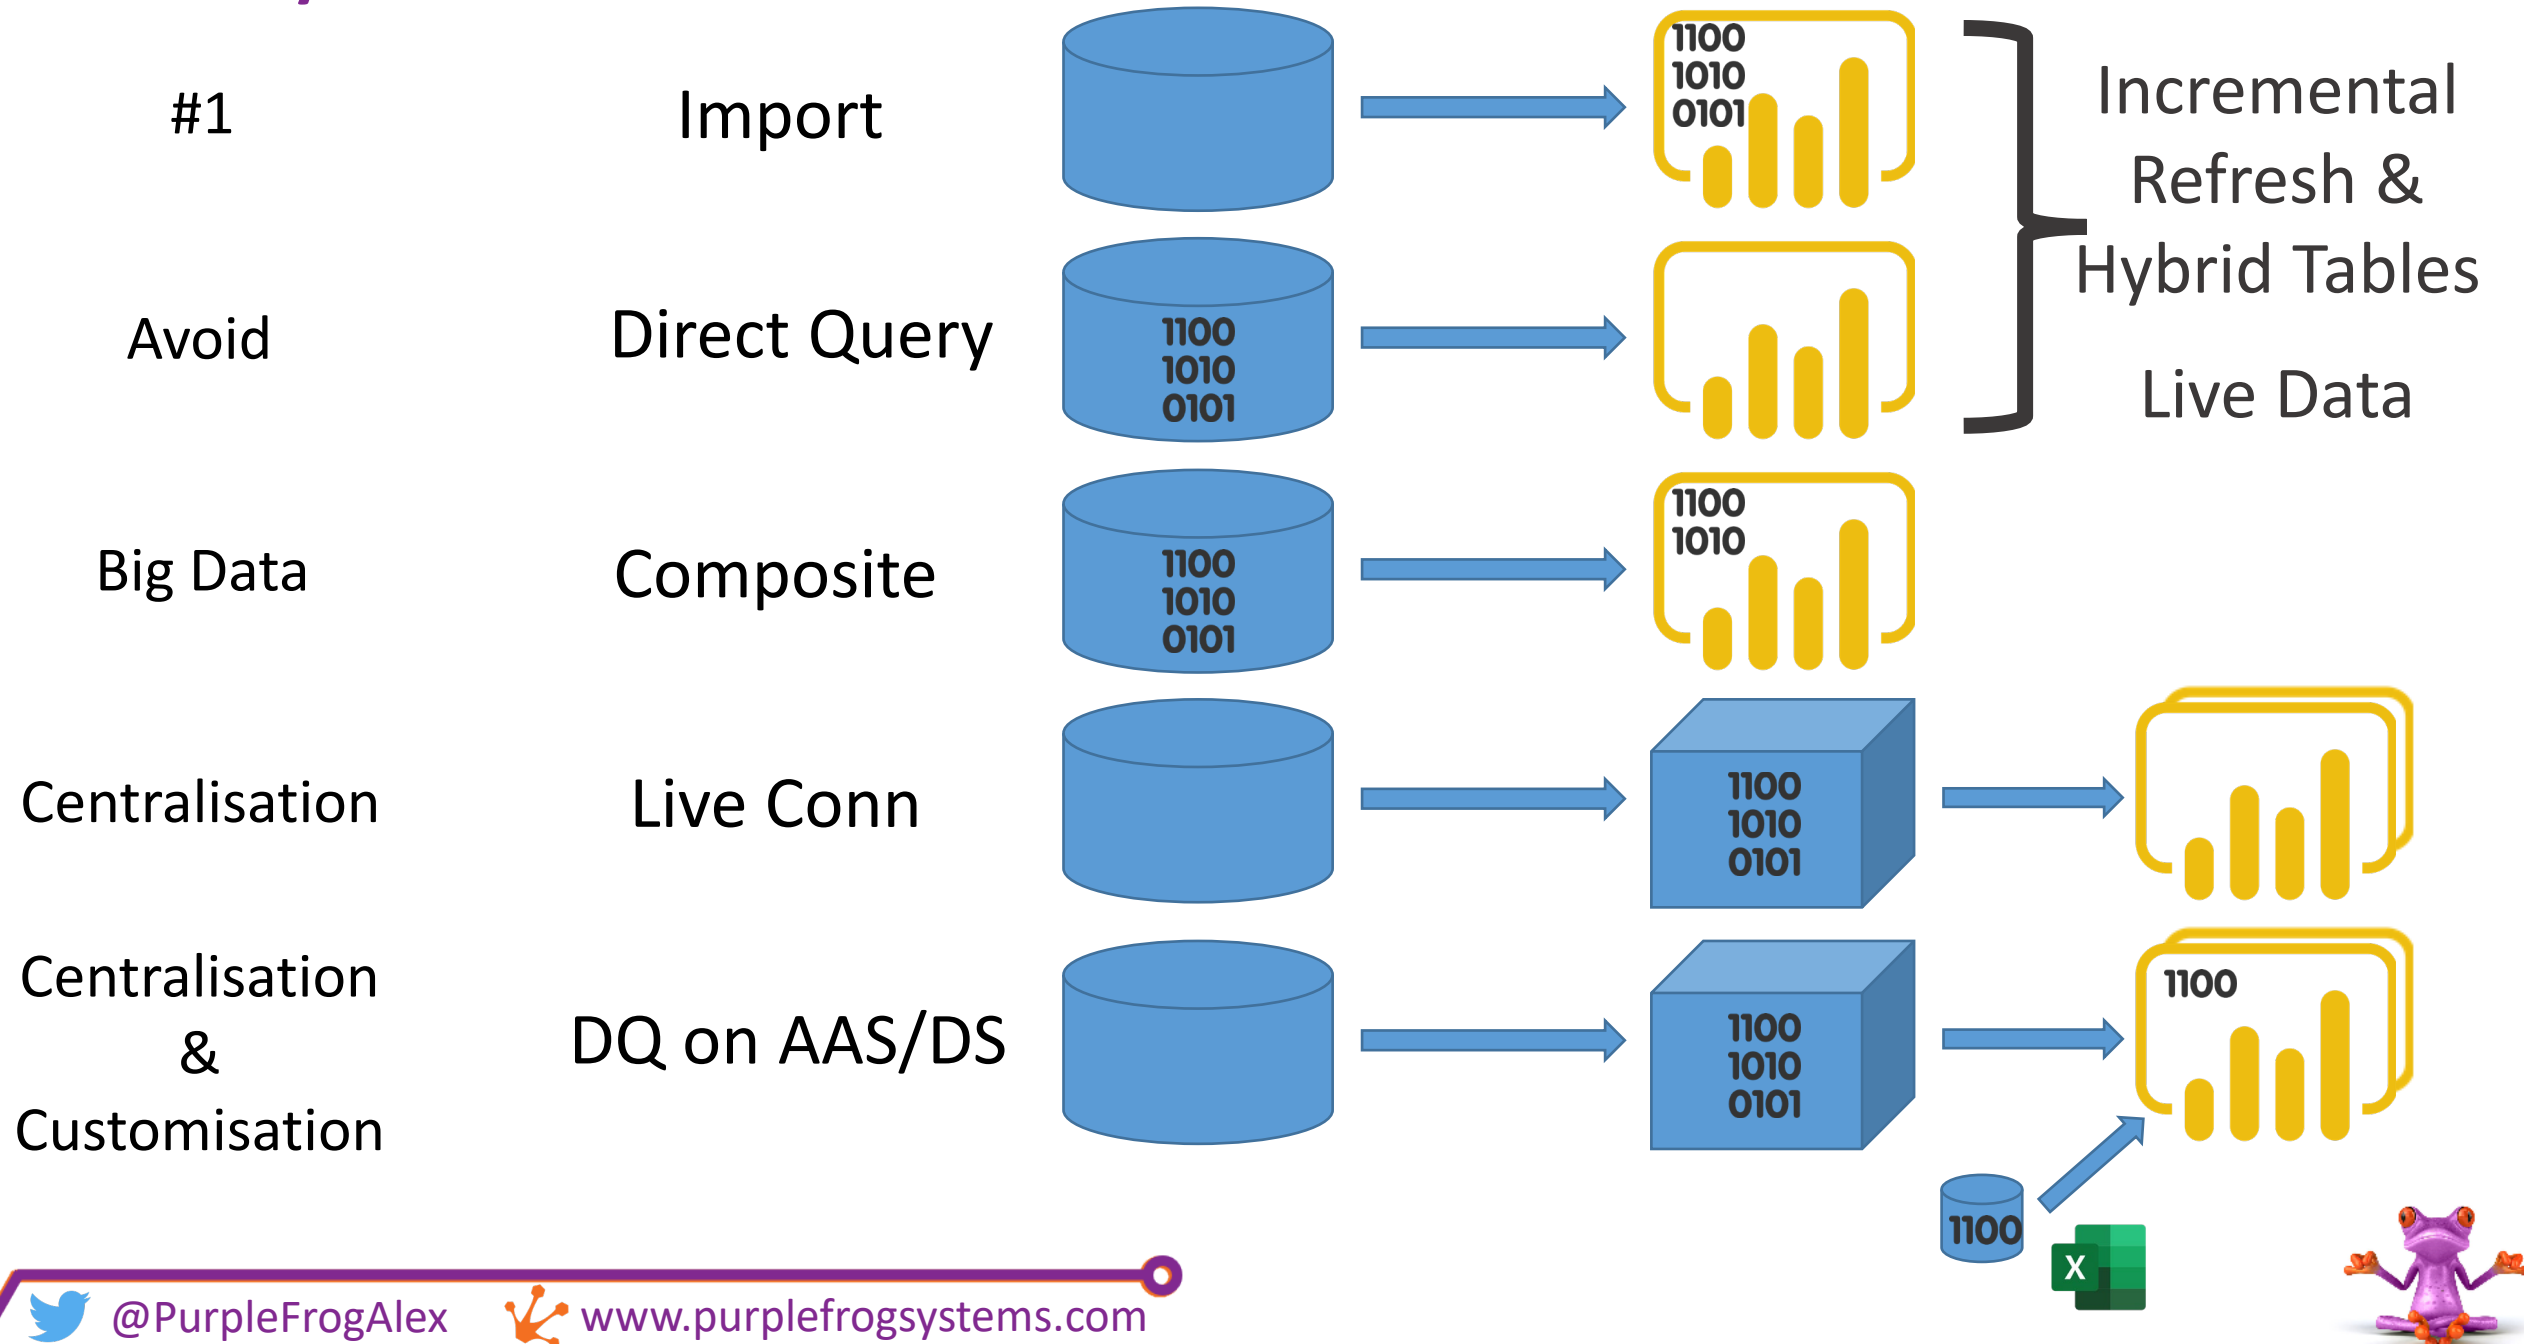 #1
Import
1100
1010
0101
Incremental
Refresh &
Hybrid Tables
Live Data
Avoid
Direct Query
1100
1010
0101
Big Data
Composite
1100
1010
0101
1100
1010
Centralisation
Live Conn
1100
1010
0101
Centralisation
&
Customisation
DQ on AAS/DS
1100
1010
0101
1100
1100
X
@PurpleFrogAlex
www.purplefrogsystems.com